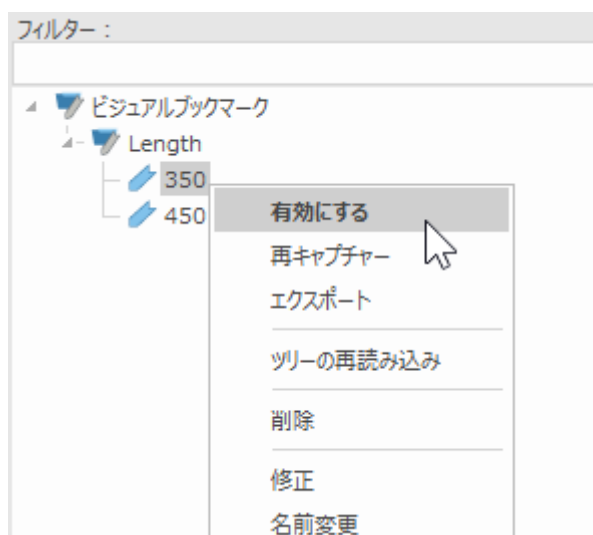 フィルター：
ビジュアルブックマーク
Length
350
450
有効にする
再キャプチャー
エクスポート
ツリーの再読み込み
削除
修正
名前変更